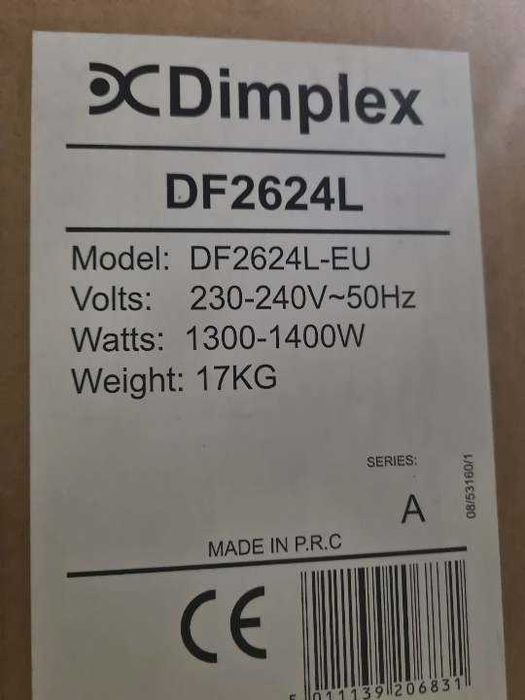 Dimplex
DF2624L
Model: DF2624L-EU
Volts: 230-240V~50Hz
Watts: 1300-1400W
Weight: 17KG
SERIES:
A
08/53160/1
MADE IN P.R.C
CE
5 011139 206831